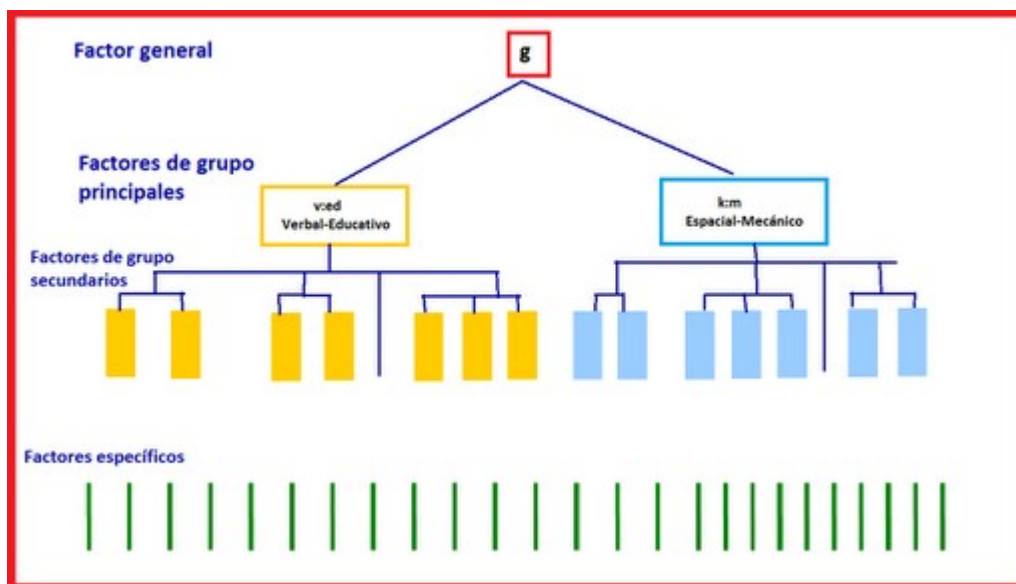 Factor general
g
Factores de grupo
principales
v:ed
Verbal-Educativo
k:m
Espacial-Mecánico
Factores de grupo
secundarios
Factores específicos